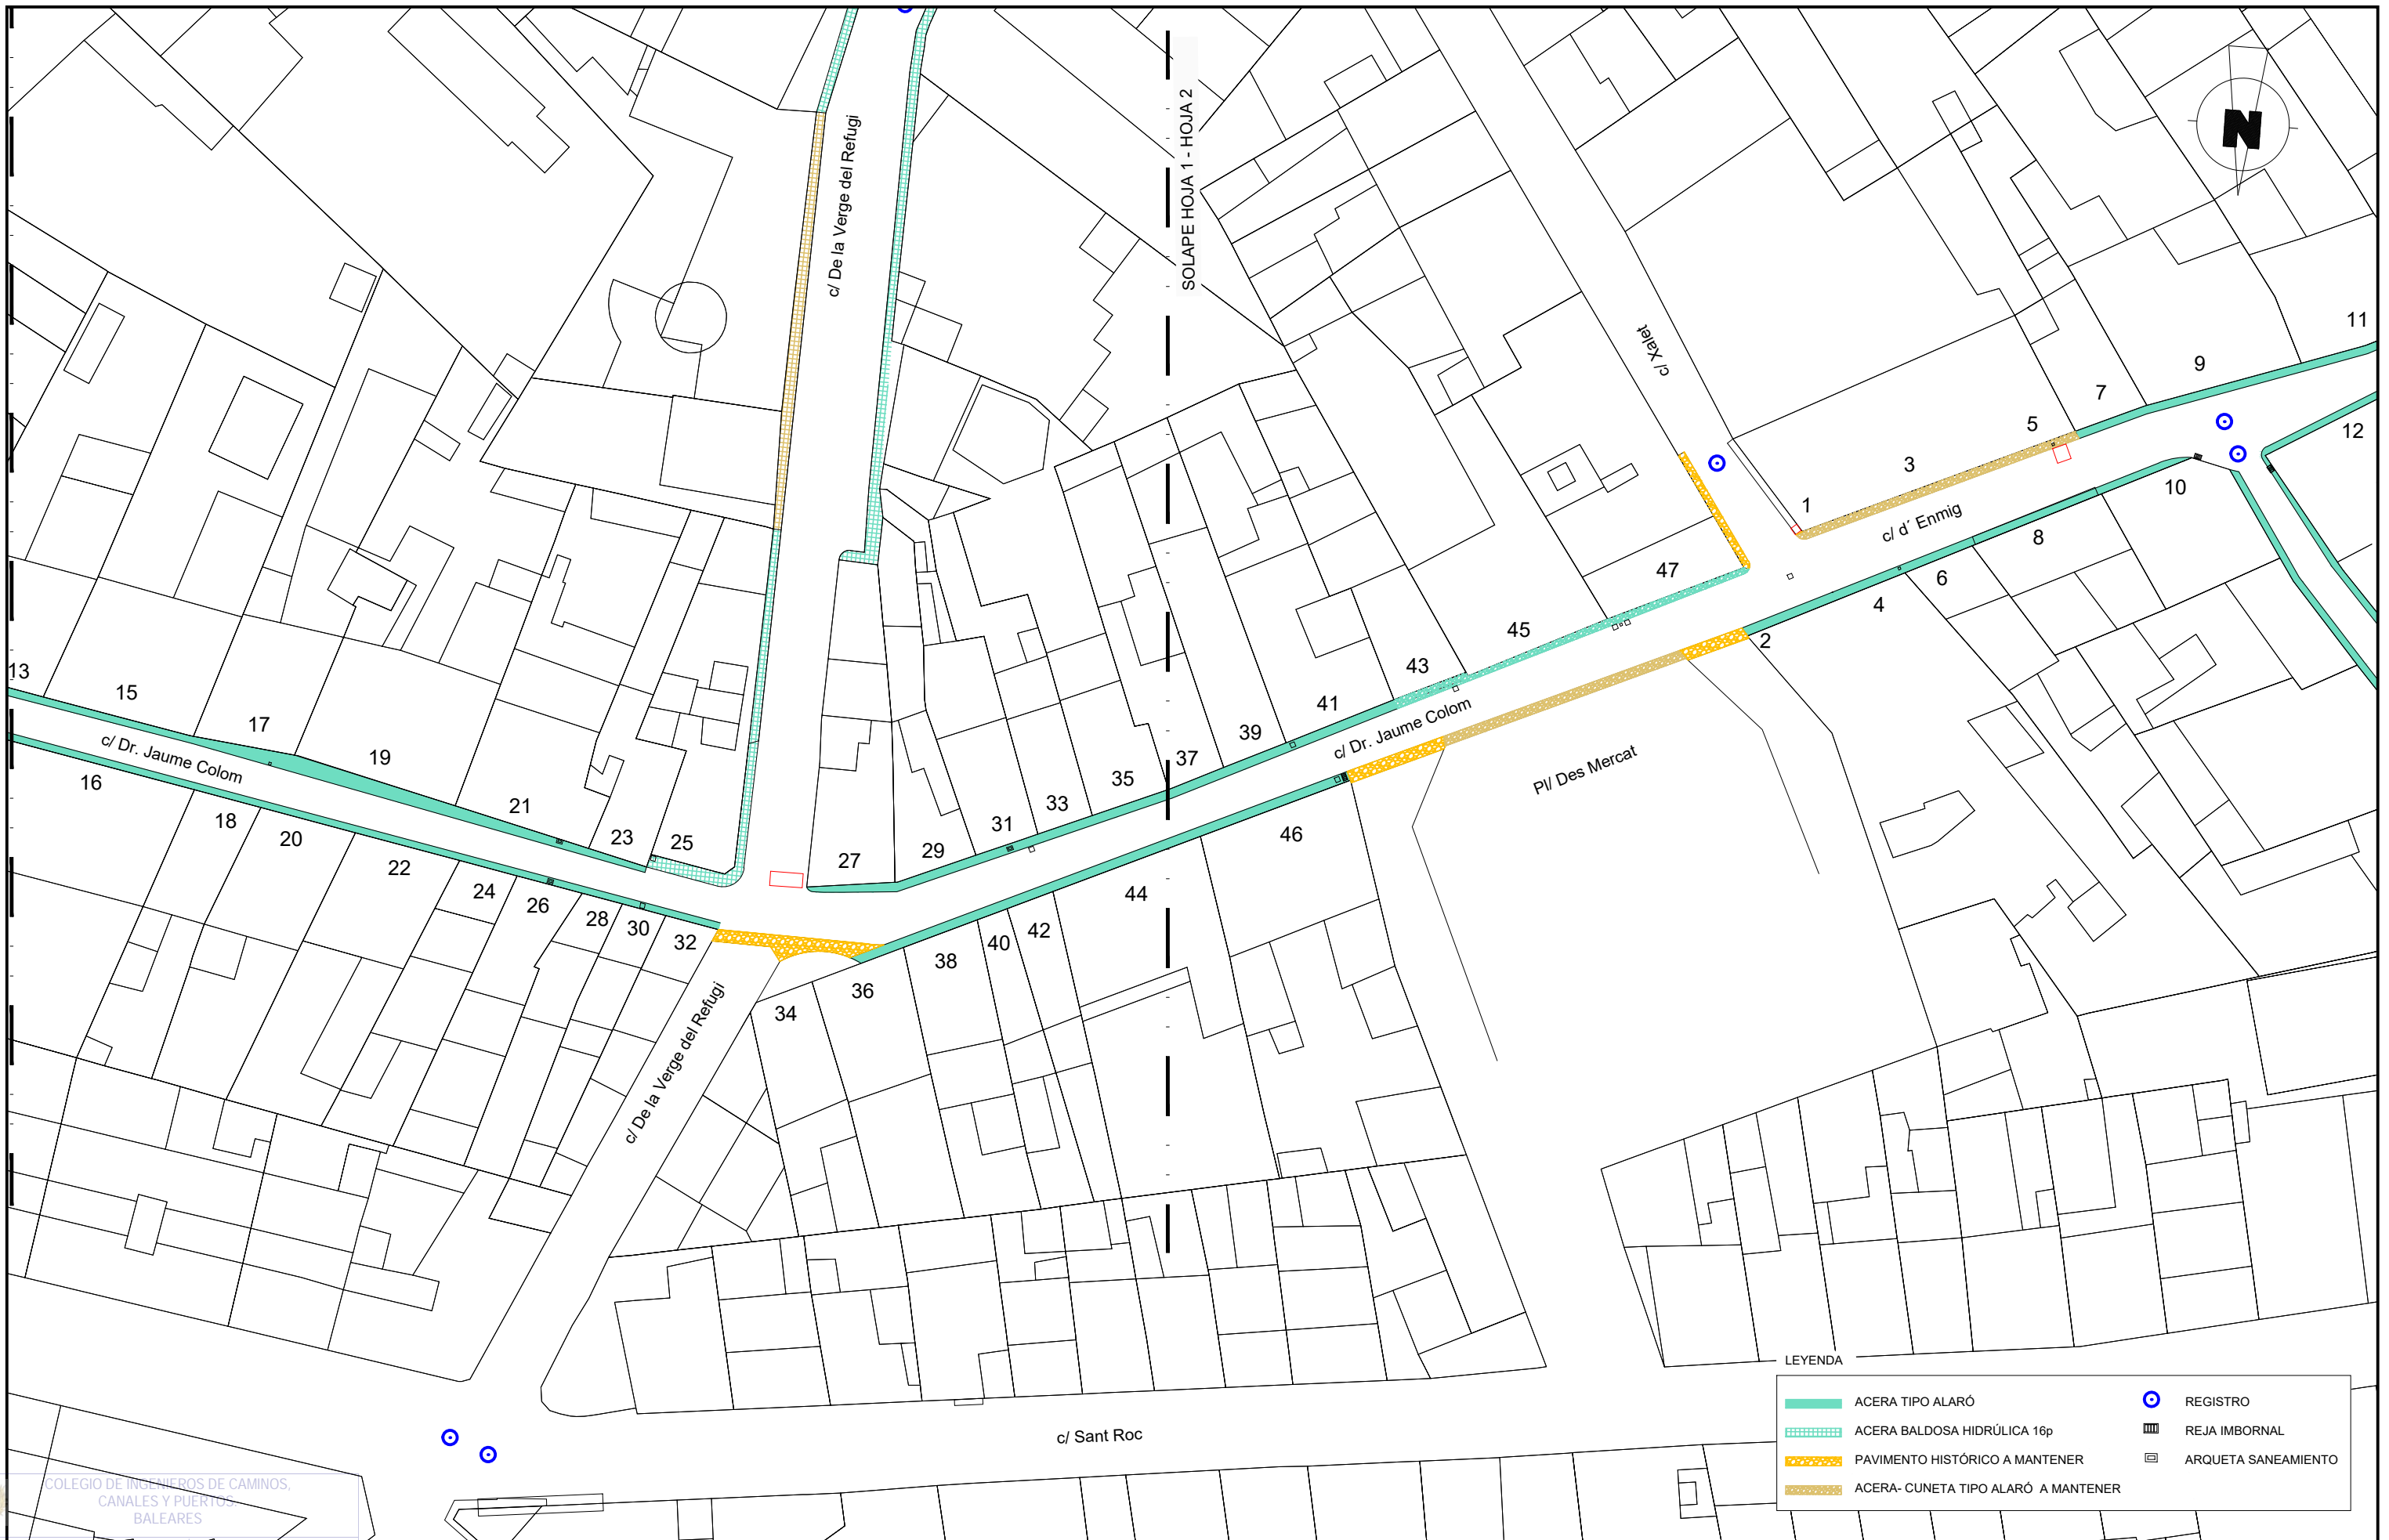 c/ De la Verge del Refugi
SOLAPE HOJA 1 - HOJA 2
N
c/ Xalet
11
9
7
5
3
1
12
10
c/ d´ Enmig
8
6
4
2
47
45
43
41
39
37
35
33
31
29
27
c/ Dr. Jaume Colom
Pl/ Des Mercat
13
15
17
19
21
23
25
c/ Dr. Jaume Colom
16
18
20
22
24
26
28
30
32
34
36
38
40
42
44
46
c/ De la Verge del Refugi
c/ Sant Roc
LEYENDA
ACERA TIPO ALARÓ
ACERA BALDOSA HIDRÚLICA 16p
PAVIMENTO HISTÓRICO A MANTENER
ACERA- CUNETA TIPO ALARÓ A MANTENER
REGISTRO
REJA IMBORNAL
ARQUETA SANEAMIENTO
COLEGIO DE INGENIEROS DE CAMINOS,
CANALES Y PUERTOS.
BALEARES